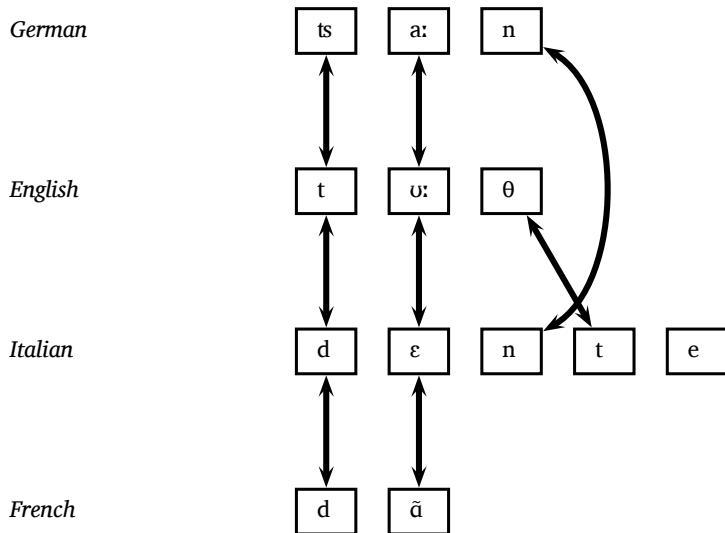 German ʦ aː n
English t ʊː θ
Italian d ɛ n t e
French d ɑ̃